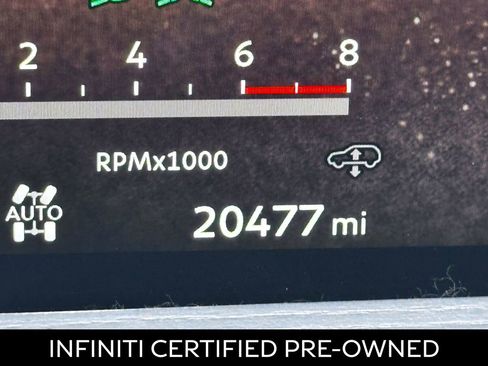 2 4 6 8
RPMx1000
AUTO 20477 mi
INFINITI CERTIFIED PRE-OWNED